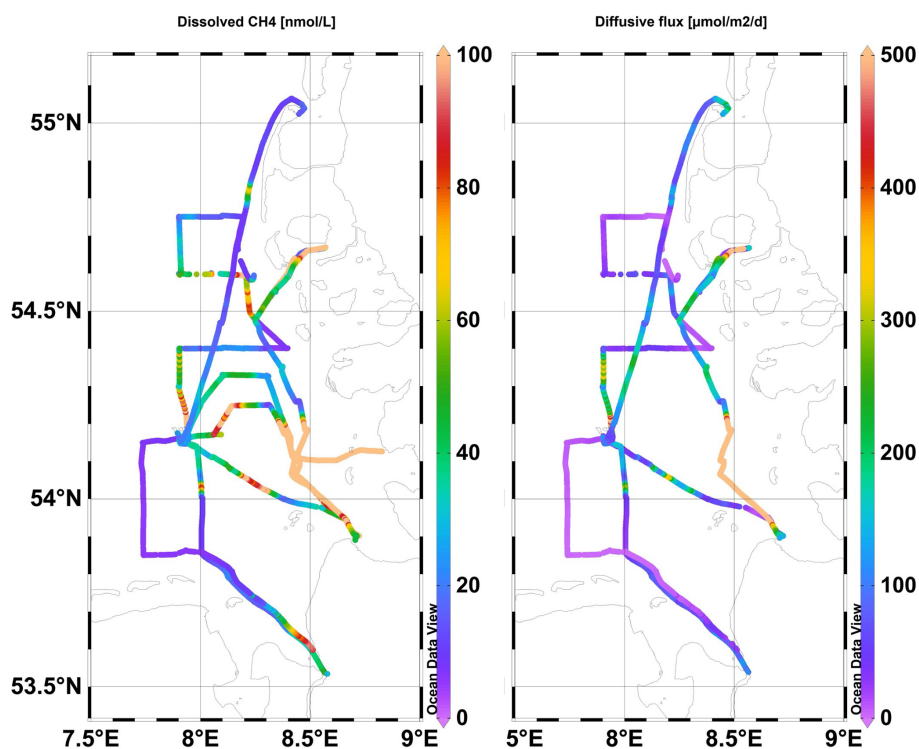 Dissolved CH4 [nmol/L]
Diffusive flux [μmol/m2/d]
55°N
54.5°N
54°N
53.5°N
7.5°E
8°E
8.5°E
9°E
100
80
60
40
20
0
Ocean Data View
5°E
8°E
8.5°E
9°E
500
400
300
200
100
0
Ocean Data View